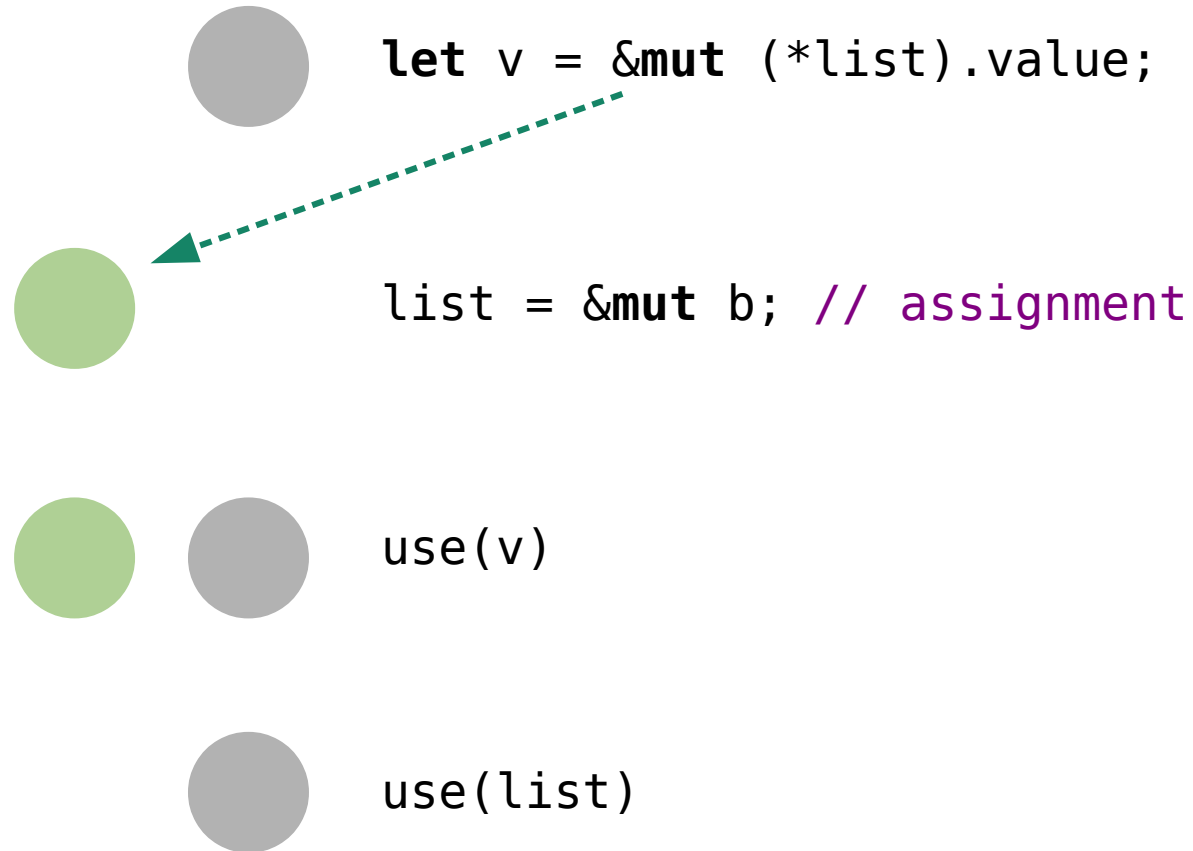 let v = &mut (*list).value;
list = &mut b; // assignment
use(v)
use(list)